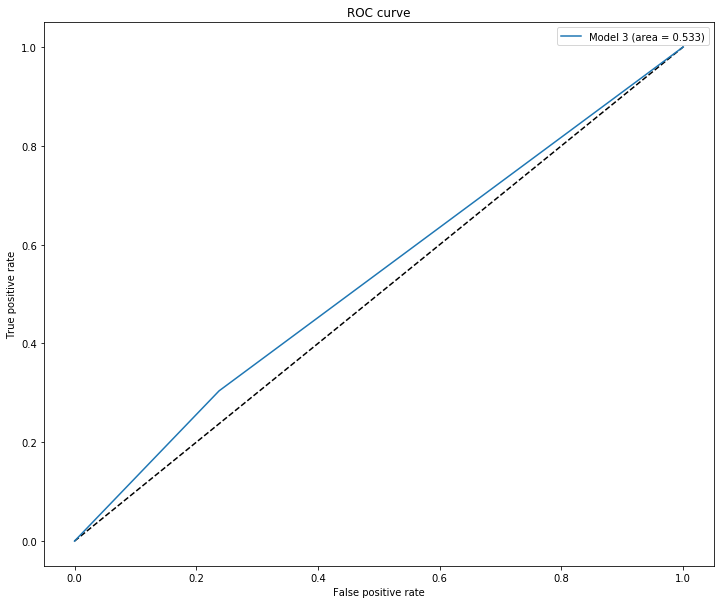 ROC curve
Model 3 (area = 0.533)
1.0
0.8
0.6
0.4
0.2
0.0
True positive rate
0.0 0.2 0.4 0.6 0.8 1.0
False positive rate